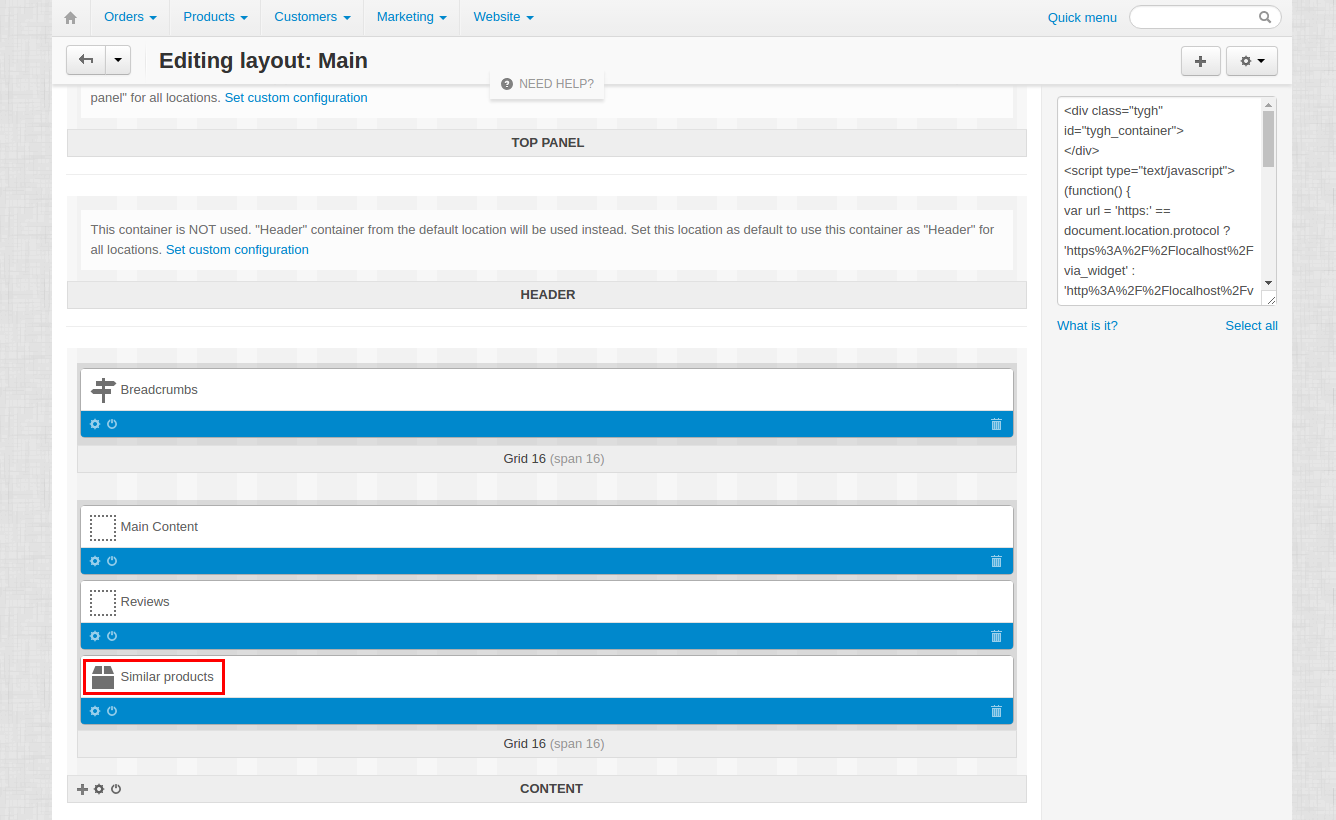 Orders Products Customers Marketing Website Quick menu
Editing layout: Main
NEED HELP?
panel" for all locations. Set custom configuration
TOP PANEL
This container is NOT used. "Header" container from the default location will be used instead. Set this location as default to use this container as "Header" for
all locations. Set custom configuration
HEADER
Breadcrumbs
Grid 16 (span 16)
Main Content
Reviews
Similar products
Grid 16 (span 16)
CONTENT
<div class="tygh"
id="tygh_container">
</div>
<script type="text/javascript">
(function() {
var url = 'https:' ==
document.location.protocol ?
'https%3A%2F%2Flocalhost%2F
via_widget' :
'http%3A%2F%2Flocalhost%2Fv
What is it? Select all